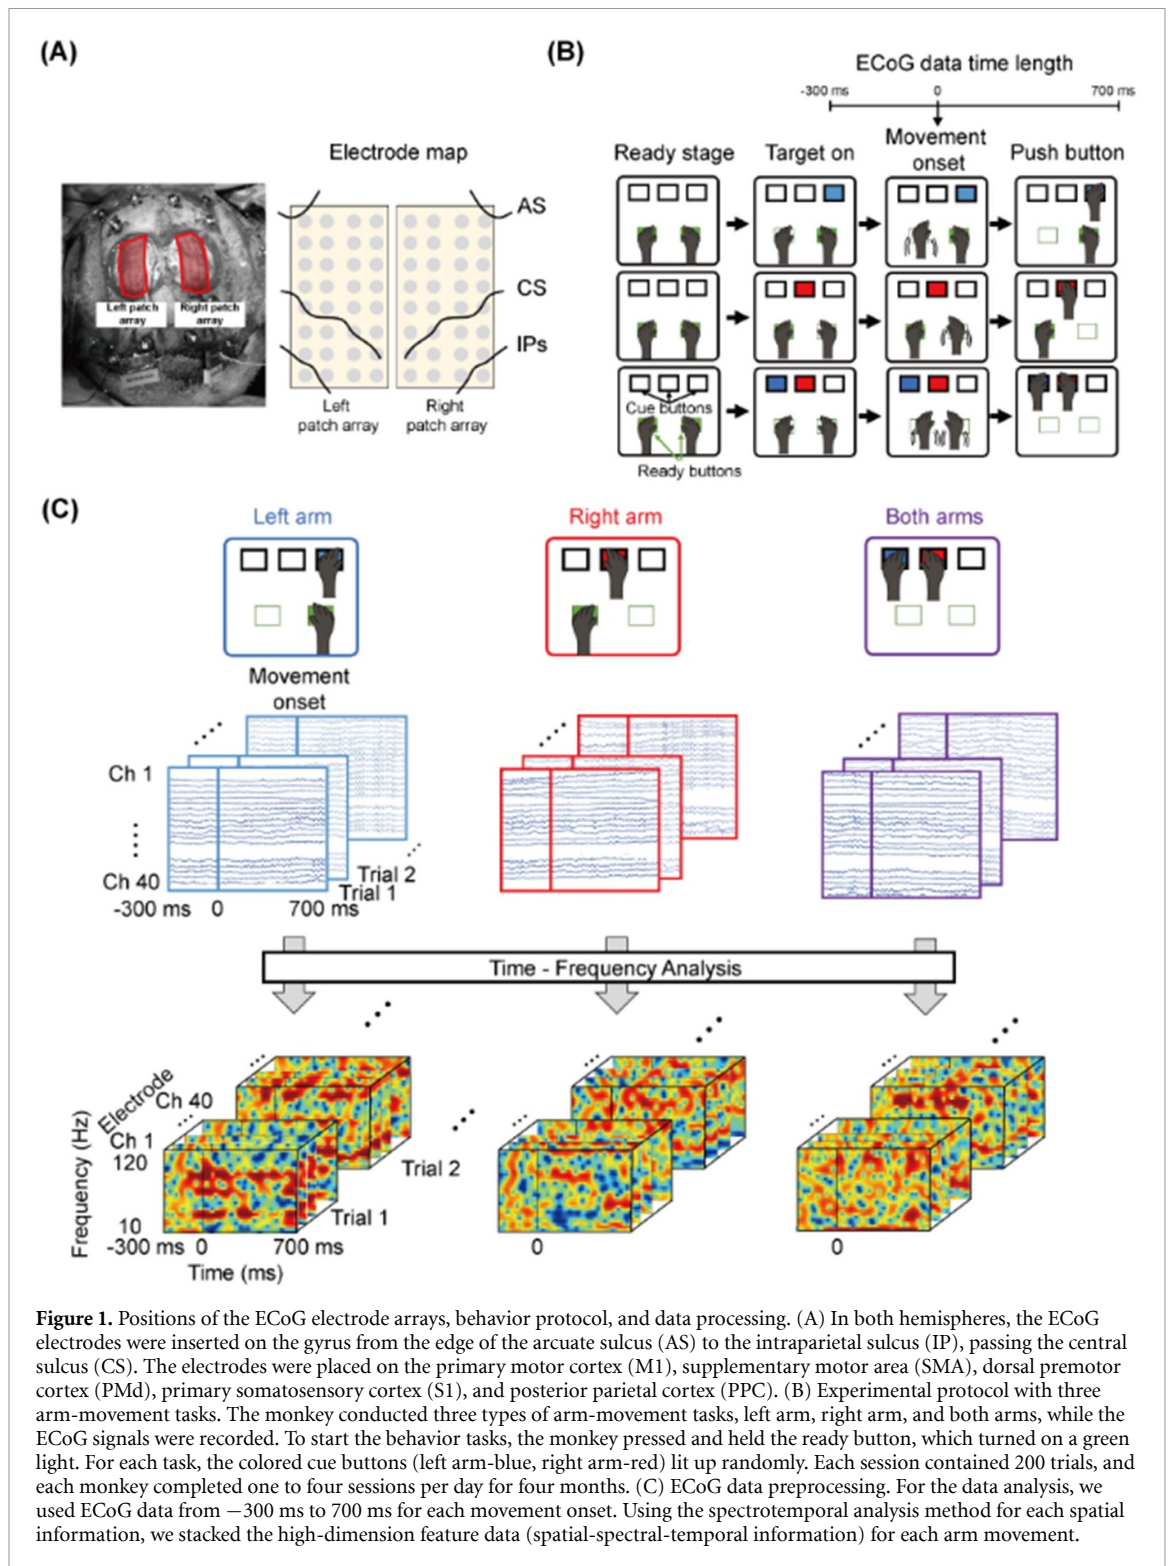 (A)
Electrode map
AS
CS
IPs
Left patch
array
Right patch
array
Left
patch array
Right
patch array
(B)
ECoG data time length
-300 ms
0
700 ms
Ready stage
Target on
Movement
onset
Push button
Cue buttons
Ready buttons
(C)
Left arm
Right arm
Both arms
Movement
onset
Ch 1
Ch 40
Trial 2
Trial 1
-300 ms
0
700 ms
Time - Frequency Analysis
Electrode
Ch 40
Ch 1
Frequency (Hz)
120
10
Trial 2
Trial 1
-300 ms
0
700 ms
Time (ms)
0
0
Figure 1. Positions of the ECoG electrode arrays, behavior protocol, and data processing. (A) In both hemispheres, the ECoG
electrodes were inserted on the gyrus from the edge of the arcuate sulcus (AS) to the intraparietal sulcus (IP), passing the central
sulcus (CS). The electrodes were placed on the primary motor cortex (M1), supplementary motor area (SMA), dorsal premotor
cortex (PMd), primary somatosensory cortex (S1), and posterior parietal cortex (PPC). (B) Experimental protocol with three
arm-movement tasks. The monkey conducted three types of arm-movement tasks, left arm, right arm, and both arms, while the
ECoG signals were recorded. To start the behavior tasks, the monkey pressed and held the ready button, which turned on a green
light. For each task, the colored cue buttons (left arm-blue, right arm-red) lit up randomly. Each session contained 200 trials, and
each monkey completed one to four sessions per day for four months. (C) ECoG data preprocessing. For the data analysis, we
used ECoG data from −300 ms to 700 ms for each movement onset. Using the spectrotemporal analysis method for each spatial
information, we stacked the high-dimension feature data (spatial-spectral-temporal information) for each arm movement.